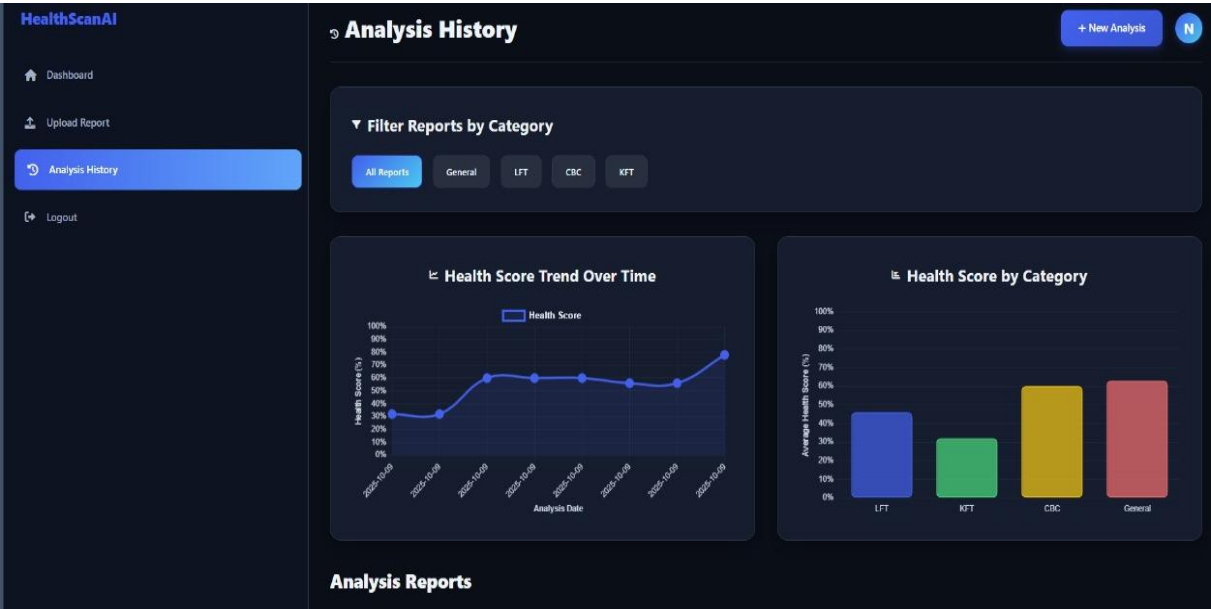 HealthScanAI
Dashboard
Upload Report
Analysis History
Logout
Analysis History
+ New Analysis
N
Filter Reports by Category
All Reports
General
LFT
CBC
KFT
Health Score Trend Over Time
Health Score
Health Score (%)
100%
90%
80%
70%
60%
50%
40%
30%
20%
10%
0%
2025-10-09
2025-10-09
2025-10-09
2025-10-09
2025-10-09
2025-10-09
2025-10-09
2025-10-09
Analysis Date
Health Score by Category
Average Health Score (%)
100%
90%
80%
70%
60%
50%
40%
30%
20%
10%
0%
LFT
KFT
CBC
General
Analysis Reports